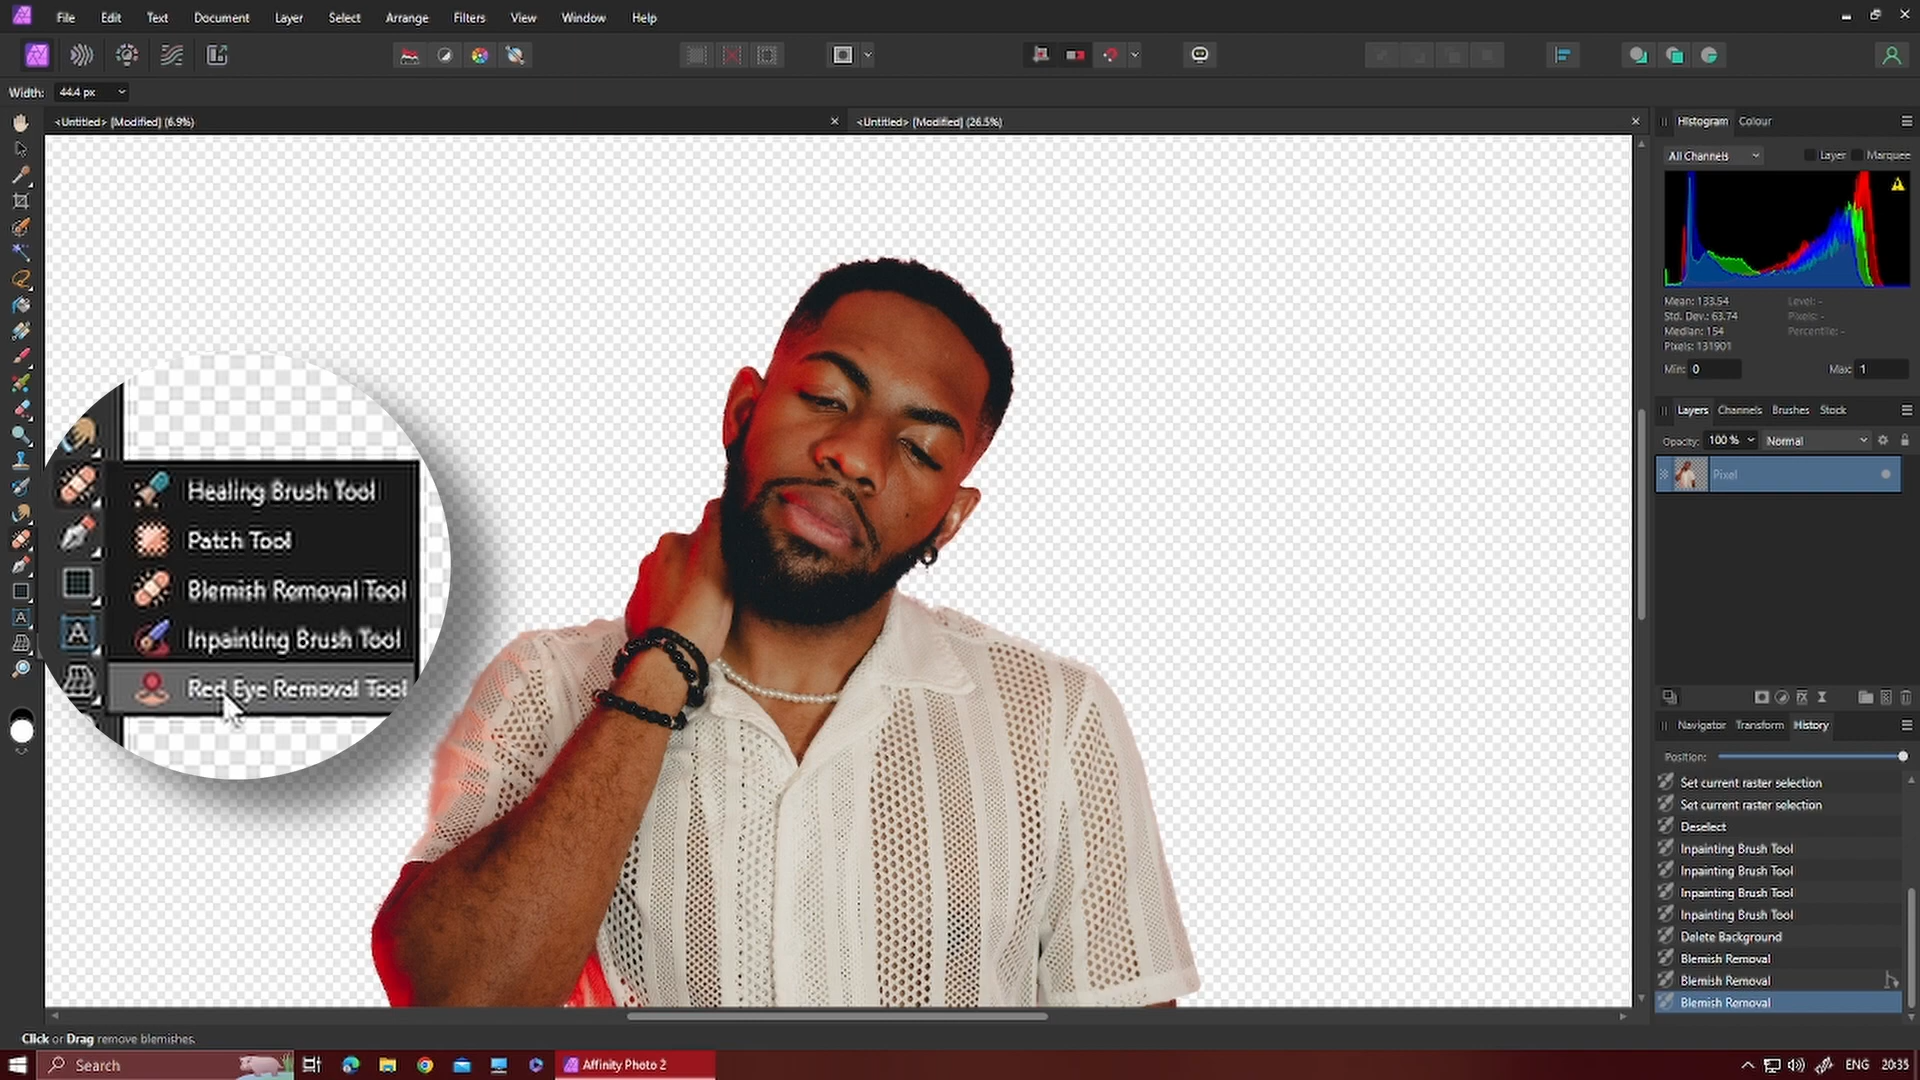 File Edit Text Document Layer Select Arrange Filters View Window Help
Width: 44.4 px
<Untitled> [Modified] (6.9%)
<Untitled> [Modified] (26.5%)
Histogram Colour
All Channels Layer Marquee
Mean: 133.54 Level: -
Std. Dev.: 63.74 Pixels: -
Median: 154 Percentile: -
Pixels: 131901
Min: 0 Max: 1
Layers Channels Brushes Stock
Opacity: 100 % Normal
Pixel
Healing Brush Tool
Patch Tool
Blemish Removal Tool
Inpainting Brush Tool
Red Eye Removal Tool
A
A
Navigator Transform History
Position:
Set current raster selection
Set current raster selection
Deselect
Inpainting Brush Tool
Inpainting Brush Tool
Inpainting Brush Tool
Inpainting Brush Tool
Delete Background
Blemish Removal
Blemish Removal
Blemish Removal
Click or Drag remove blemishes.
Search
Affinity Photo 2
ENG 20:35